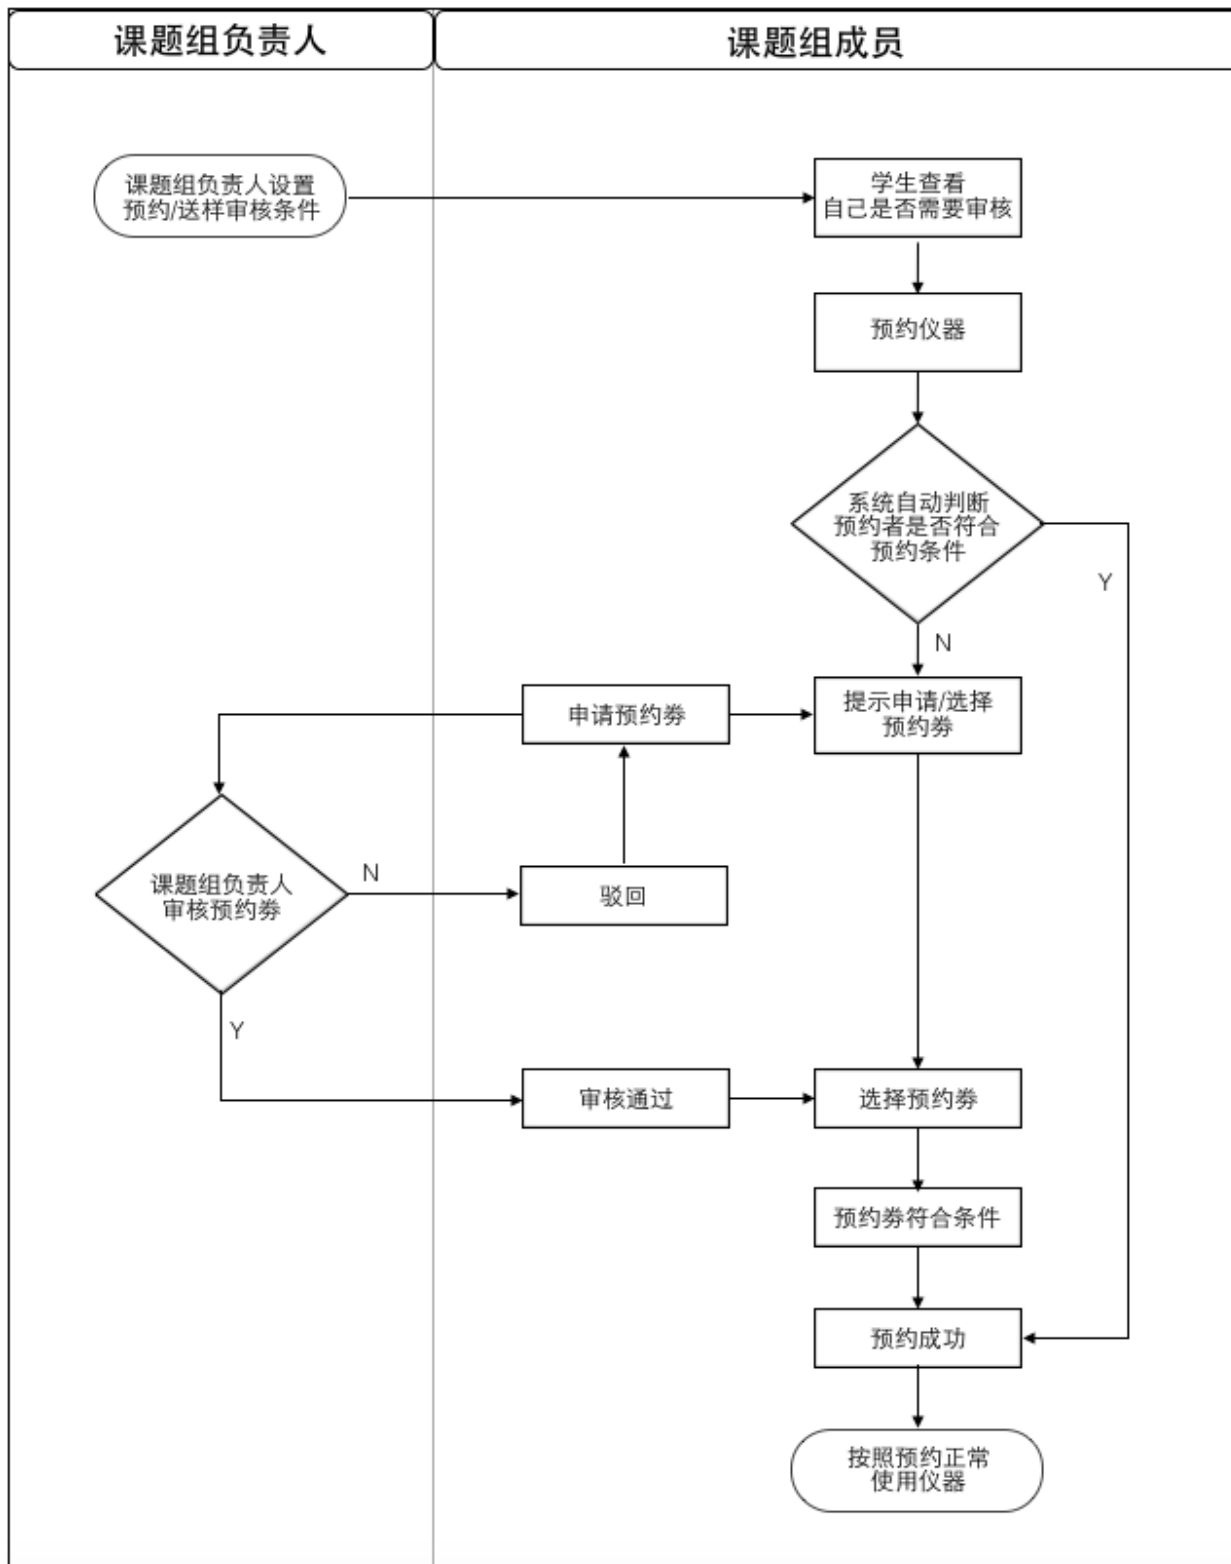 课题组负责人
课题组成员
课题组负责人设置
预约/送样审核条件
学生查看
自己是否需要审核
预约仪器
系统自动判断
预约者是否符合
预约条件
Y
N
申请预约劵
提示申请/选择
预约劵
课题组负责人
审核预约劵
N
驳回
Y
审核通过
选择预约劵
预约劵符合条件
预约成功
按照预约正常
使用仪器